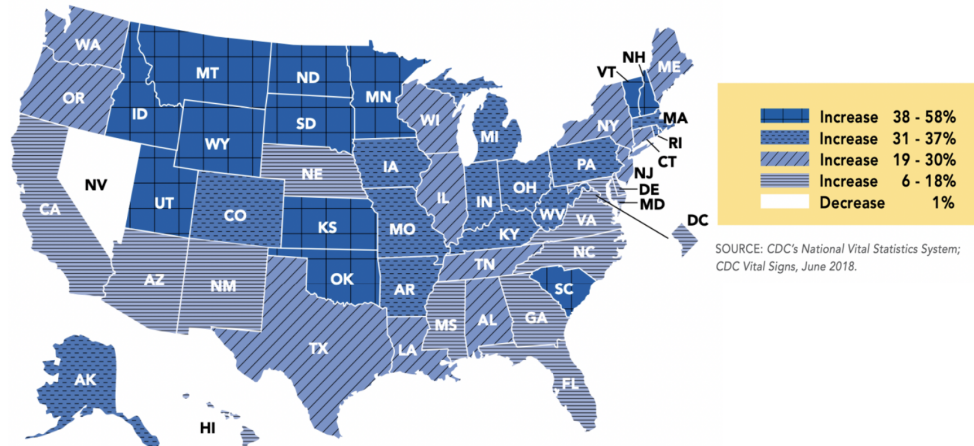 WA
MT
ND
MN
OR
ID
SD
WY
WI
MI
VT
NH
ME
NY
MA
RI
CT
NE
IA
PA
NJ
DE
MD
NV
UT
CO
IL
IN
OH
WV
VA
DC
CA
KS
MO
KY
AZ
NM
OK
AR
TN
NC
SC
MS
AL
GA
TX
LA
FL
AK
HI
Increase 38 - 58%
Increase 31 - 37%
Increase 19 - 30%
Increase 6 - 18%
Decrease 1%
SOURCE: CDC's National Vital Statistics System;
CDC Vital Signs, June 2018.